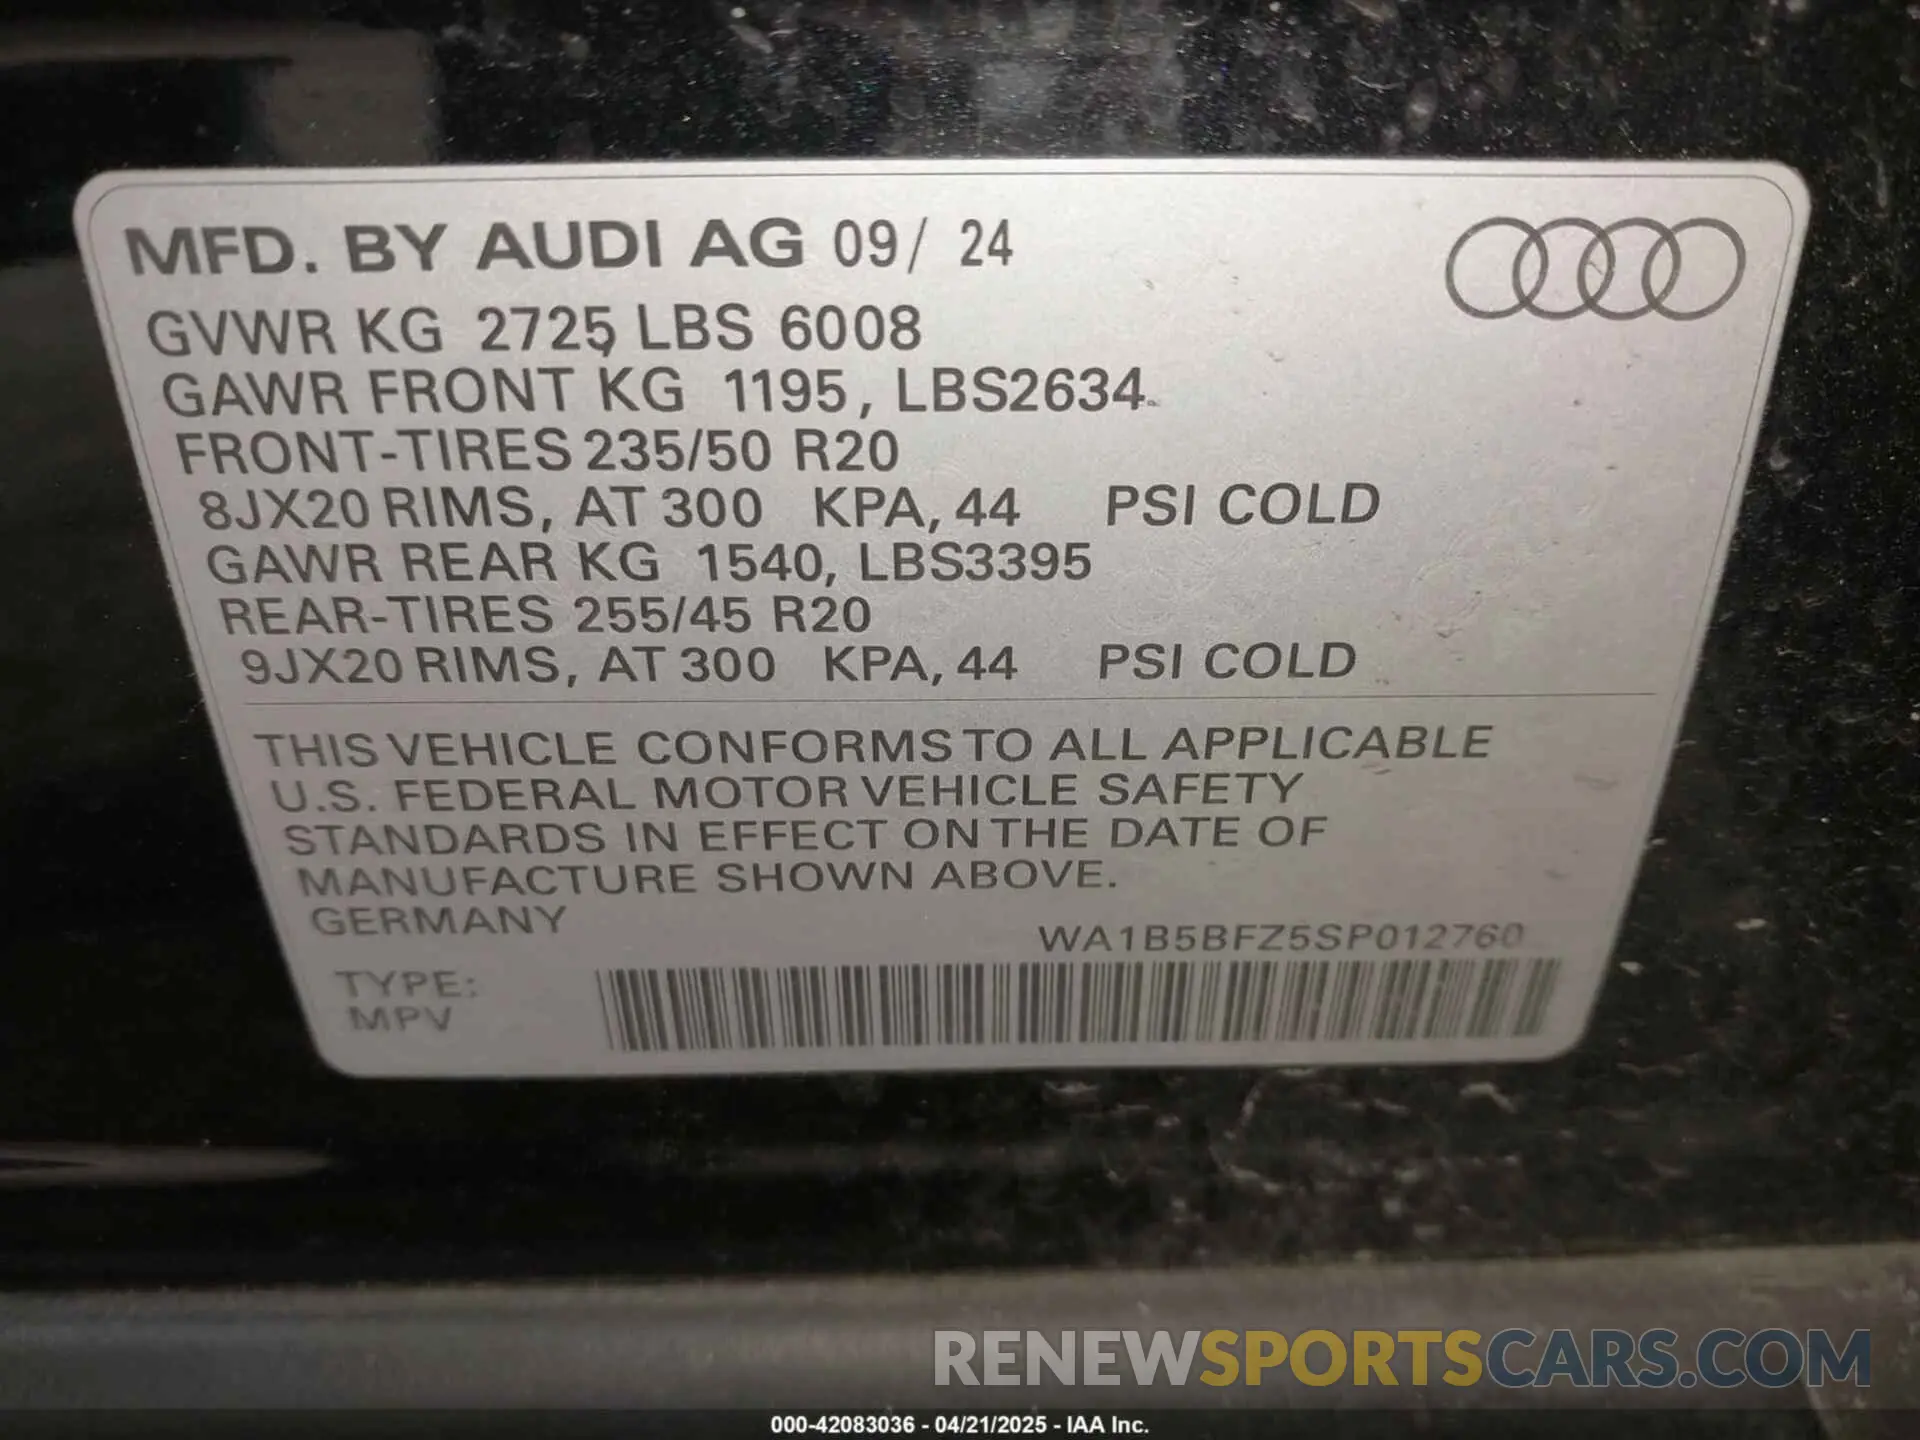 MFD. BY AUDI AG 09/ 24
GVWR KG 2725, LBS 6008
GAWR FRONT KG 1195, LBS2634
FRONT-TIRES 235/50 R20
8JX20 RIMS, AT 300 KPA, 44 PSI COLD
GAWR REAR KG 1540, LBS3395
REAR-TIRES 255/45 R20
9JX20 RIMS, AT 300 KPA, 44 PSI COLD
THIS VEHICLE CONFORMS TO ALL APPLICABLE
U.S. FEDERAL MOTOR VEHICLE SAFETY
STANDARDS IN EFFECT ON THE DATE OF
MANUFACTURE SHOWN ABOVE.
GERMANY
WA1B5BFZ5SP012760
TYPE:
MPV
RENEWSPORTSCARS.COM
000-42083036 - 04/21/2025 - IAA Inc.